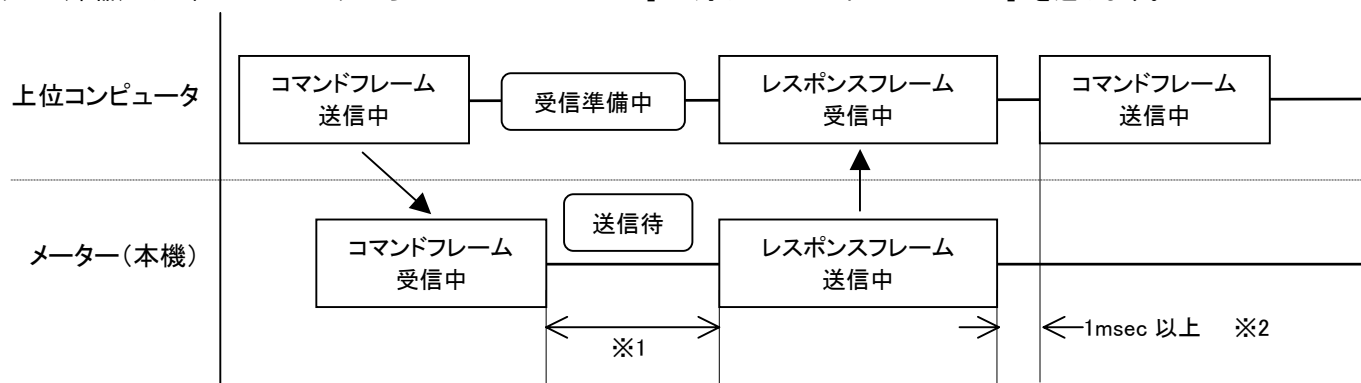 上位コンピュータ
コマンドフレーム
送信中
受信準備中
レスポンスフレーム
受信中
コマンドフレーム
送信中
メーター(本機)
コマンドフレーム
受信中
送信待
レスポンスフレーム
送信中
※1
1msec 以上 ※2